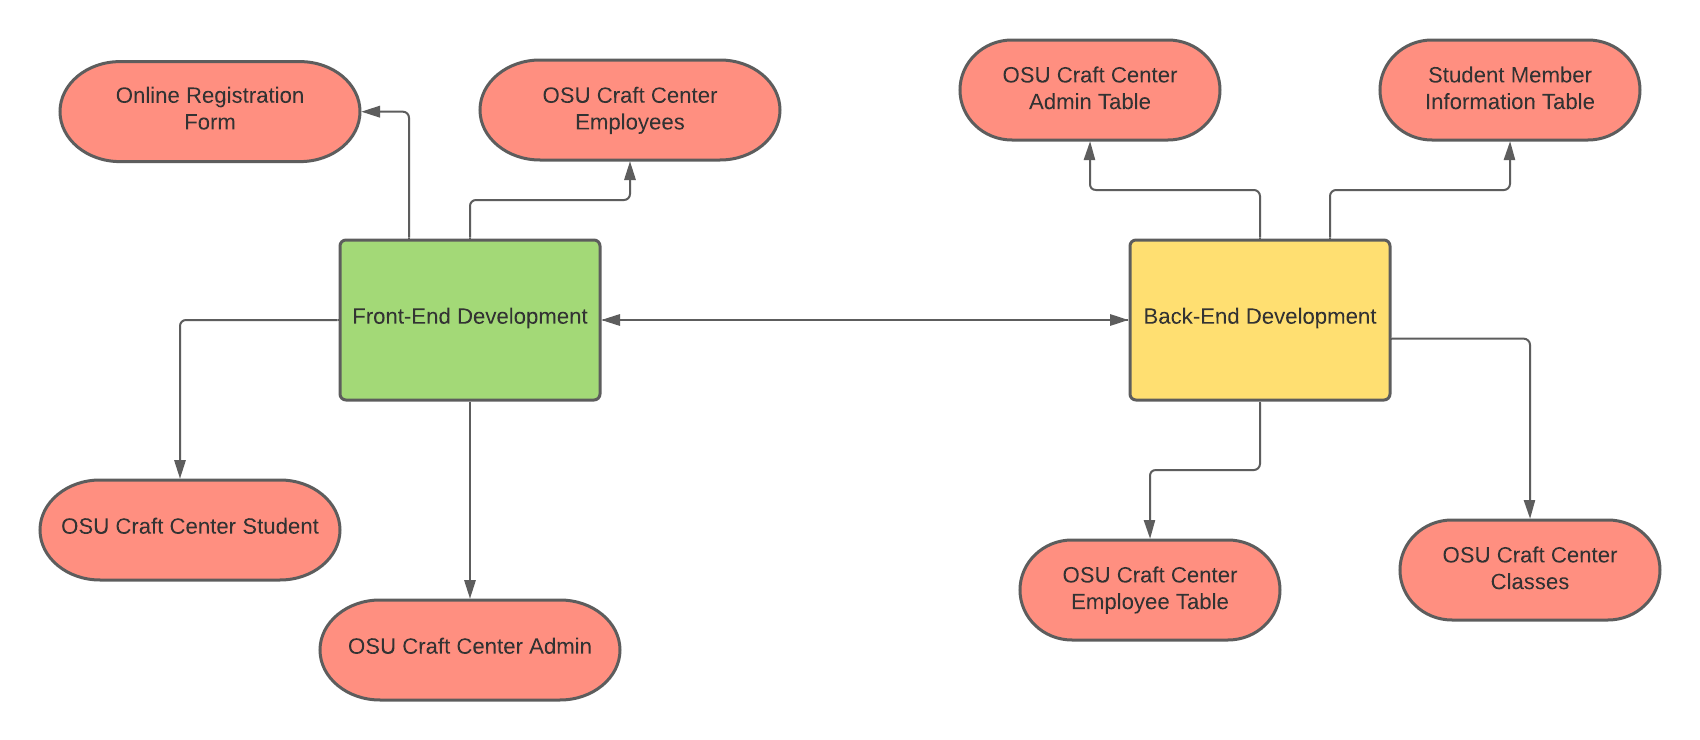 Online Registration
Form
OSU Craft Center
Employees
OSU Craft Center
Admin Table
Student Member
Information Table
Front-End Development
Back-End Development
OSU Craft Center Student
OSU Craft Center Admin
OSU Craft Center
Employee Table
OSU Craft Center
Classes